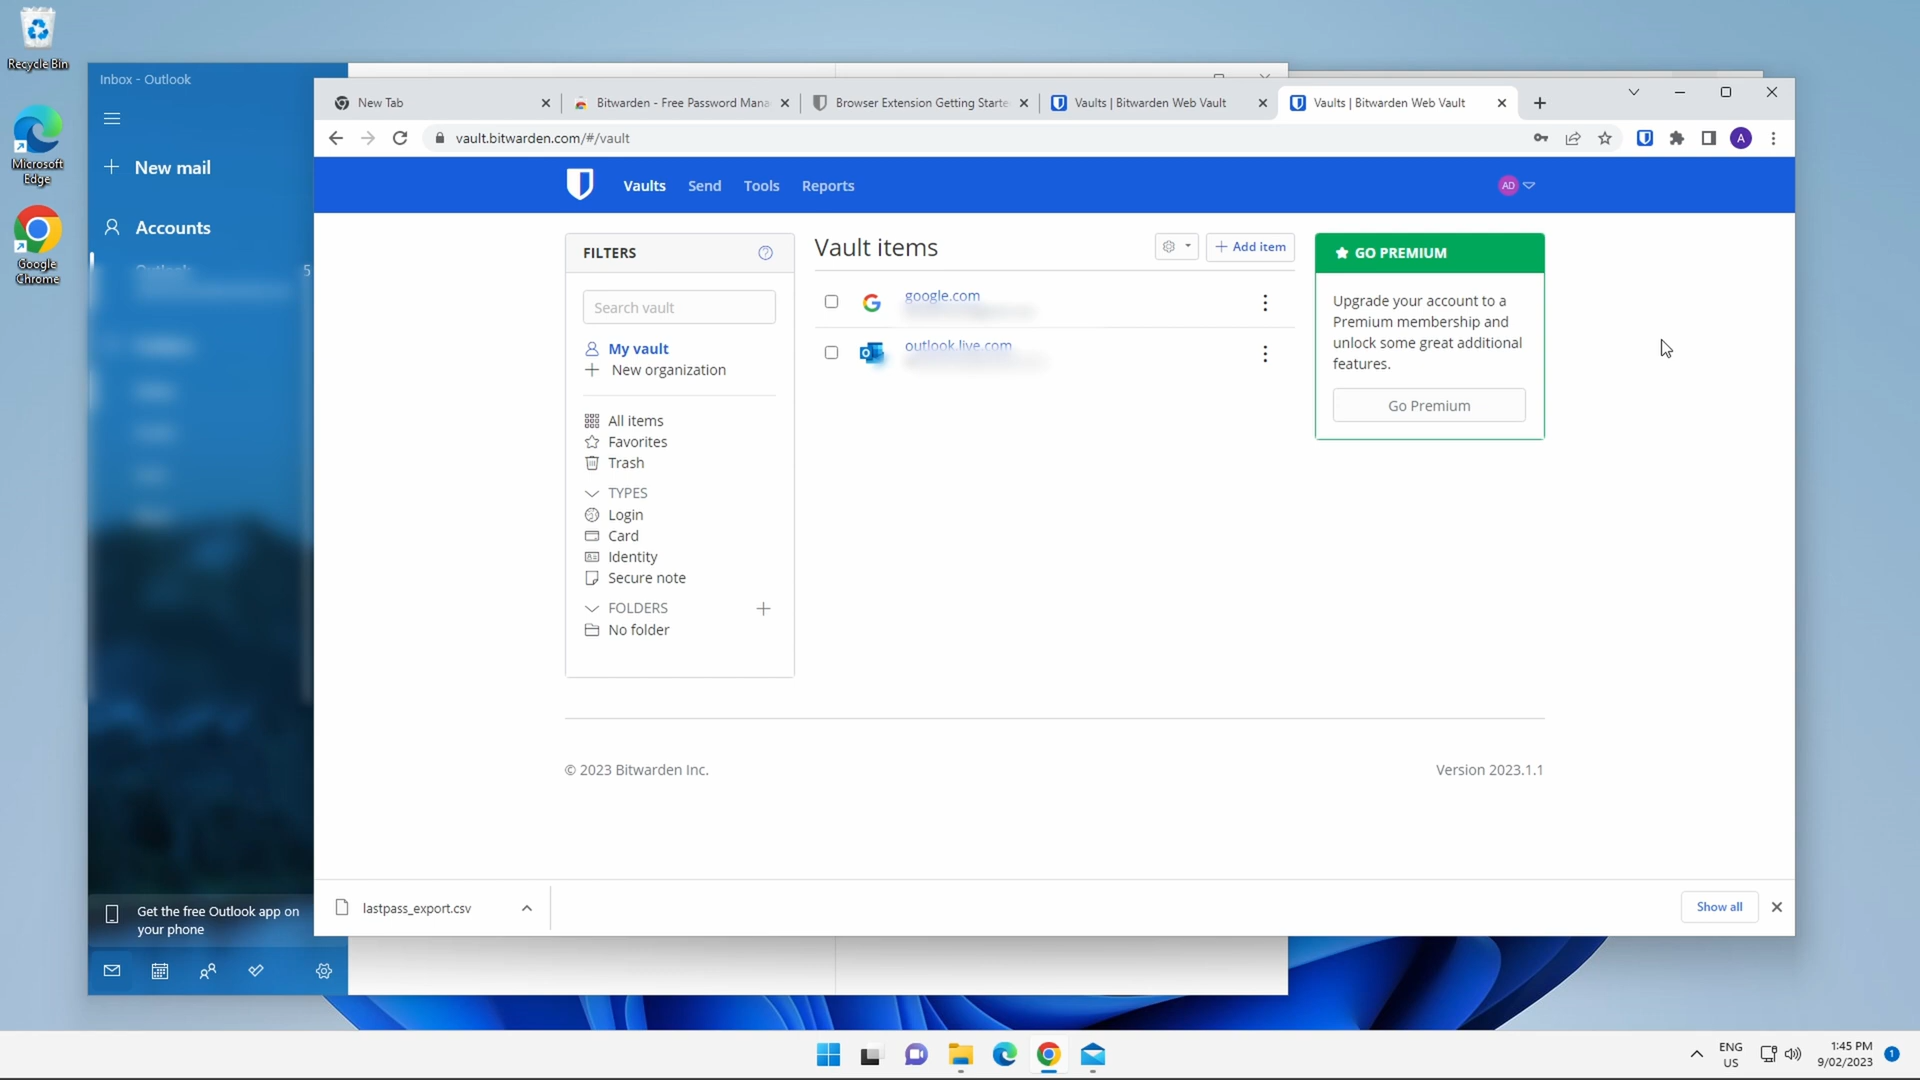 Recycle Bin
Microsoft
Edge
Google
Chrome
Inbox - Outlook
New mail
Accounts
5
Get the free Outlook app on
your phone
New Tab
Bitwarden - Free Password Mana
Browser Extension Getting Starte
Vaults | Bitwarden Web Vault
Vaults | Bitwarden Web Vault
vault.bitwarden.com/#/vault
A
Vaults
Send
Tools
Reports
AD
FILTERS
Search vault
My vault
New organization
All items
Favorites
Trash
TYPES
Login
Card
Identity
Secure note
FOLDERS
No folder
Vault items
Add item
google.com
outlook.live.com
GO PREMIUM
Upgrade your account to a
Premium membership and
unlock some great additional
features.
Go Premium
© 2023 Bitwarden Inc.
Version 2023.1.1
lastpass_export.csv
Show all
ENG
US
1:45 PM
9/02/2023
1